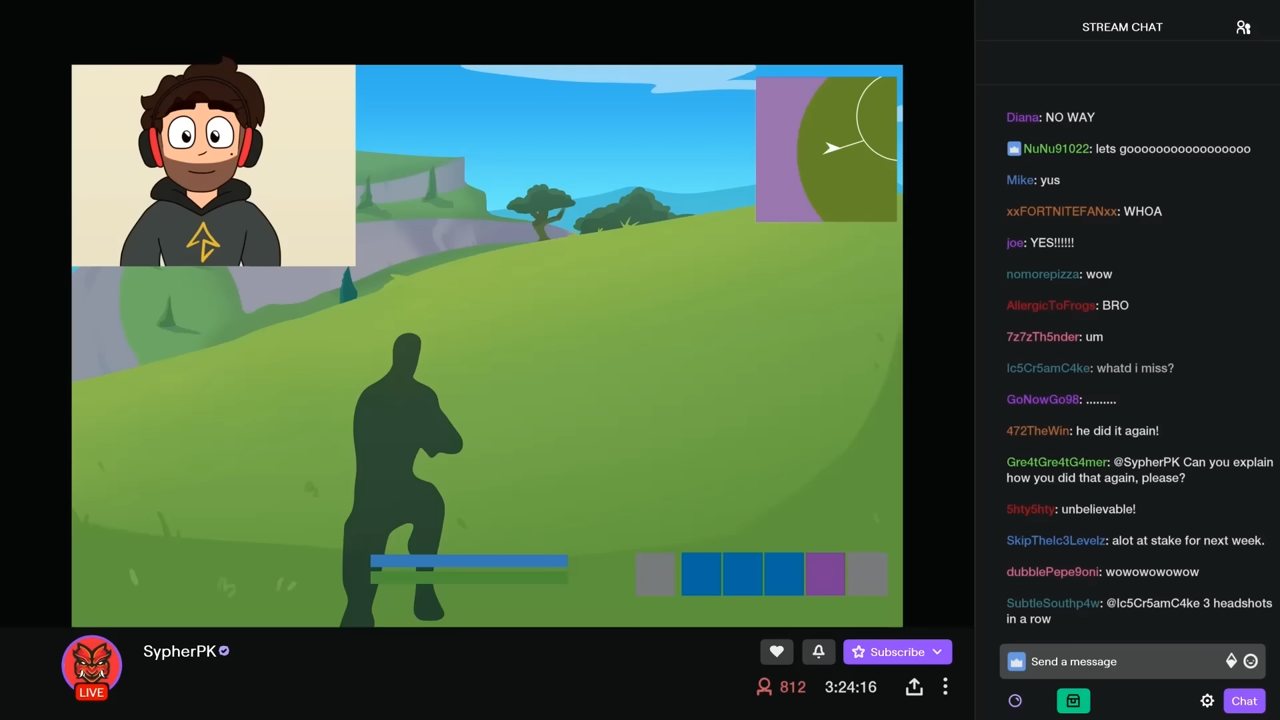 STREAM CHAT
Diana: NO WAY
NuNu91022: lets gooooooooooooooooo
Mike: yus
xxFORTNITEFANxx: WHOA
joe: YES!!!!!!
nomorepizza: wow
AllergicToFrogs: BRO
7z7zTh5nder: um
Ic5Cr5amC4ke: whatd i miss?
GoNowGo98: .........
472TheWin: he did it again!
Gre4tGre4tG4mer: @SypherPK Can you explain
how you did that again, please?
5hty5hty: unbelievable!
SkipTheIc3Levelz: alot at stake for next week.
dubblePepe9oni: wowowowowow
SubtleSouthp4w: @Ic5Cr5amC4ke 3 headshots
in a row
Send a message
Chat
SypherPK
LIVE
Subscribe
812
3:24:16